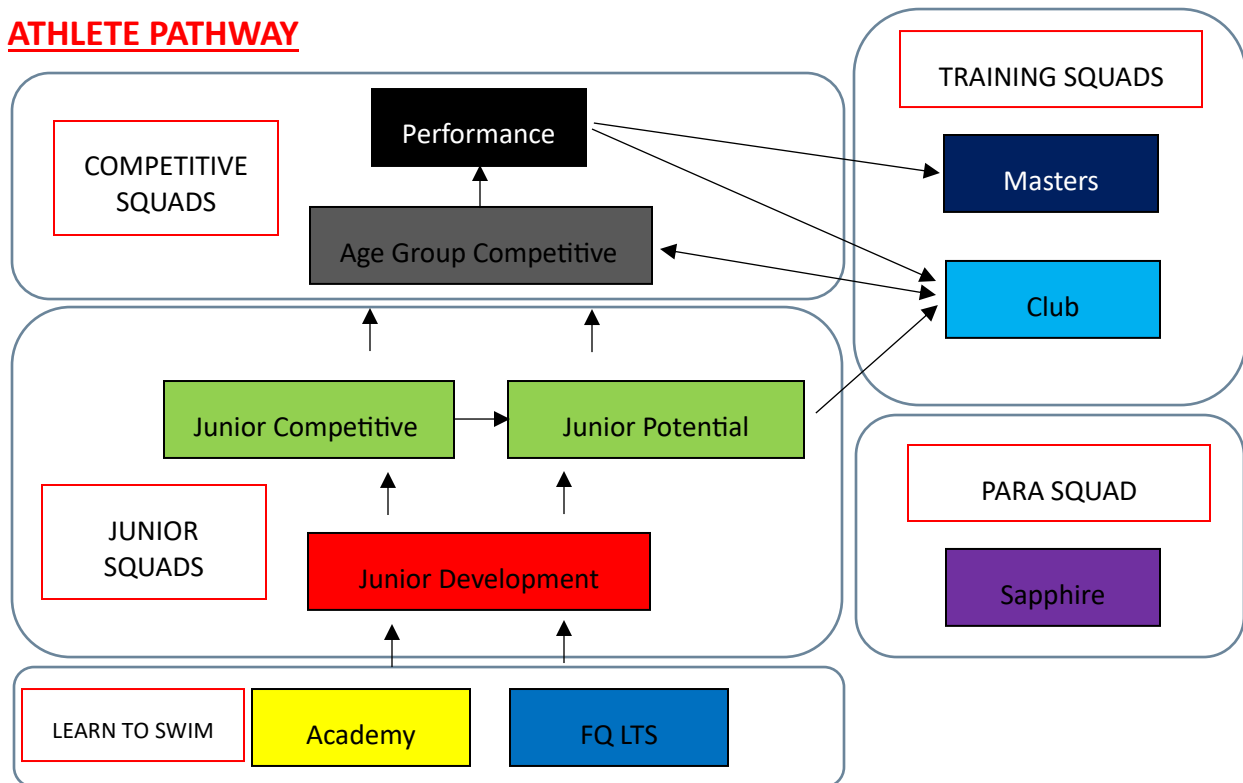 ATHLETE PATHWAY
COMPETITIVE
SQUADS
Performance
Age Group Competitive
TRAINING SQUADS
Masters
Club
Junior Competitive
Junior Potential
JUNIOR
SQUADS
Junior Development
PARA SQUAD
Sapphire
LEARN TO SWIM
Academy
FQ LTS